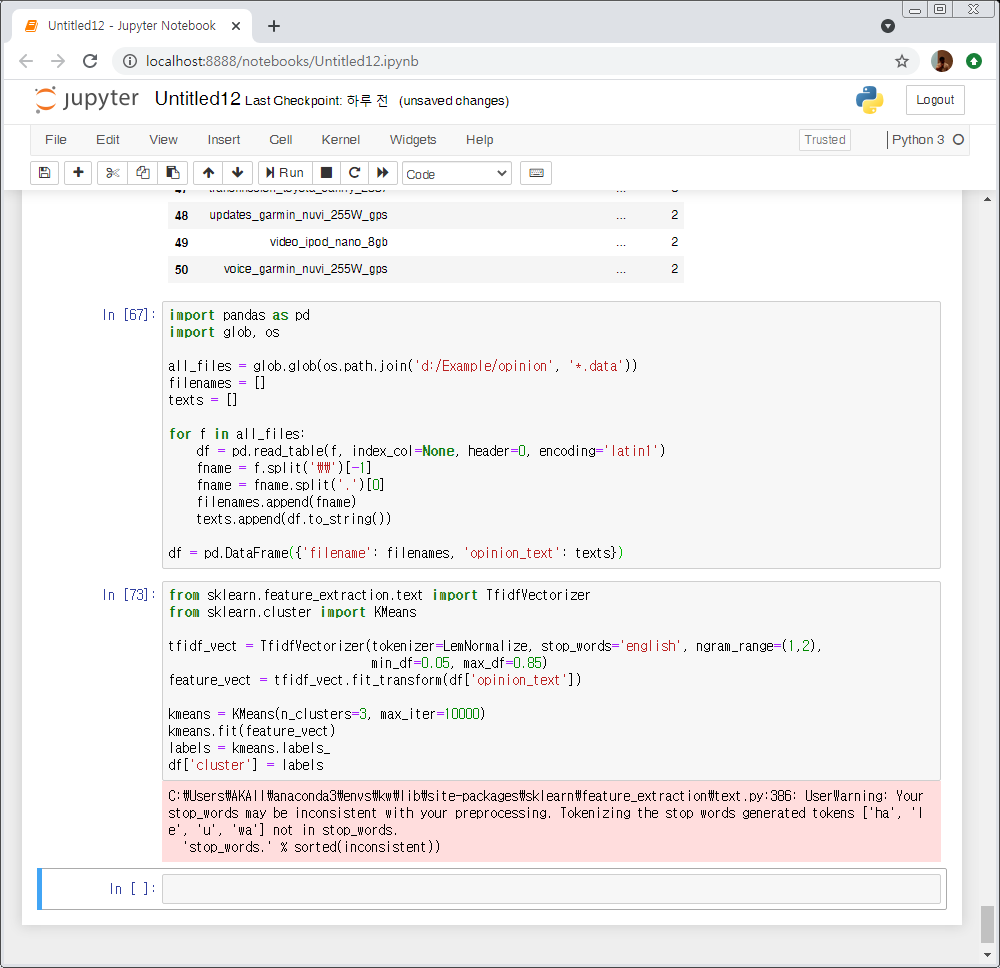 Untitled12 - Jupyter Notebook
localhost:8888/notebooks/Untitled12.ipynb
jupyter Untitled12 Last Checkpoint: 하루 전 (unsaved changes) Logout
File Edit View Insert Cell Kernel Widgets Help Trusted Python 3
Run Code
48 updates_garmin_nuvi_255W_gps ... 2
49 video_ipod_nano_8gb ... 2
50 voice_garmin_nuvi_255W_gps ... 2
In [67]: import pandas as pd
import glob, os
all_files = glob.glob(os.path.join('d:/Example/opinion', '*.data'))
filenames = []
texts = []
for f in all_files:
    df = pd.read_table(f, index_col=None, header=0, encoding='latin1')
    fname = f.split('₩₩')[-1]
    fname = fname.split('.')[0]
    filenames.append(fname)
    texts.append(df.to_string())
df = pd.DataFrame({'filename': filenames, 'opinion_text': texts})
In [73]: from sklearn.feature_extraction.text import TfidfVectorizer
from sklearn.cluster import KMeans
tfidf_vect = TfidfVectorizer(tokenizer=LemNormalize, stop_words='english', ngram_range=(1,2),
                             min_df=0.05, max_df=0.85)
feature_vect = tfidf_vect.fit_transform(df['opinion_text'])
kmeans = KMeans(n_clusters=3, max_iter=10000)
kmeans.fit(feature_vect)
labels = kmeans.labels_
df['cluster'] = labels
C:₩Users₩AKAII₩anaconda3₩envs₩kw₩lib₩site-packages₩sklearn₩feature_extraction₩text.py:386: UserWarning: Your
stop_words may be inconsistent with your preprocessing. Tokenizing the stop words generated tokens ['ha', 'l
e', 'u', 'wa'] not in stop_words.
  'stop_words.' % sorted(inconsistent))
In [ ]: